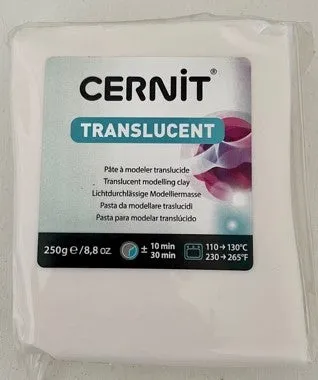 CERNIT®
TRANSLUCENT
Pâte à modeler translucide
Translucent modelling clay
Lichtdurchlässige Modelliermasse
Pasta da modellare traslucidi
Pasta para modelar translúcido
250g e / 8,8 oz. ± 10 min 110 → 130°C
30 min 230 → 265°F